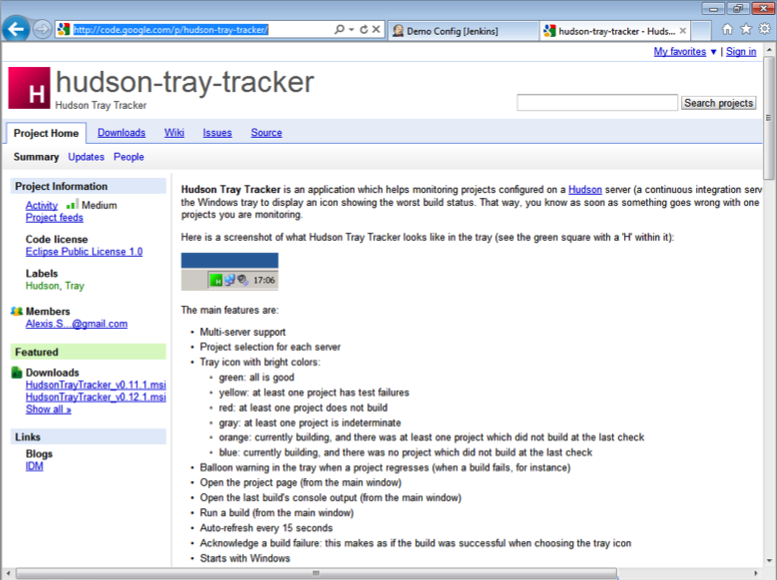 http://code.google.com/p/hudson-tray-tracker/
Demo Config [Jenkins]
hudson-tray-tracker - Huds...
My favorites ▼ | Sign in
H
hudson-tray-tracker
Hudson Tray Tracker
Search projects
Project Home
Downloads
Wiki
Issues
Source
Summary
Updates
People
Project Information
Activity
Medium
Project feeds
Code license
Eclipse Public License 1.0
Labels
Hudson, Tray
Members
Alexis.S...@gmail.com
Featured
Downloads
HudsonTrayTracker_v0.11.1.msi
HudsonTrayTracker_v0.12.1.msi
Show all »
Links
Blogs
IDM
Hudson Tray Tracker is an application which helps monitoring projects configured on a Hudson server (a continuous integration serv
the Windows tray to display an icon showing the worst build status. That way, you know as soon as something goes wrong with one
projects you are monitoring.
Here is a screenshot of what Hudson Tray Tracker looks like in the tray (see the green square with a 'H' within it):
H 17:06
The main features are:
• Multi-server support
• Project selection for each server
• Tray icon with bright colors:
• green: all is good
• yellow: at least one project has test failures
• red: at least one project does not build
• gray: at least one project is indeterminate
• orange: currently building, and there was at least one project which did not build at the last check
• blue: currently building, and there was no project which did not build at the last check
• Balloon warning in the tray when a project regresses (when a build fails, for instance)
• Open the project page (from the main window)
• Open the last build's console output (from the main window)
• Run a build (from the main window)
• Auto-refresh every 15 seconds
• Acknowledge a build failure: this makes as if the build was successful when choosing the tray icon
• Starts with Windows